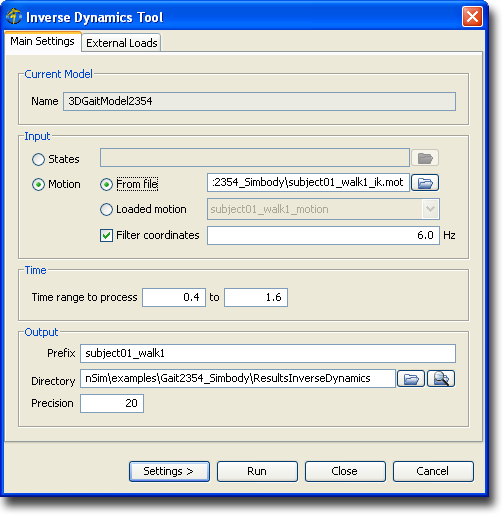 Inverse Dynamics Tool
Main Settings External Loads
Current Model
Name 3DGaitModel2354
Input
States
Motion From file :2354_Simbody\subject01_walk1_ik.mot
Loaded motion subject01_walk1_motion
Filter coordinates 6.0 Hz
Time
Time range to process 0.4 to 1.6
Output
Prefix subject01_walk1
Directory nSim\examples\Gait2354_Simbody\ResultsInverseDynamics
Precision 20
Settings > Run Close Cancel